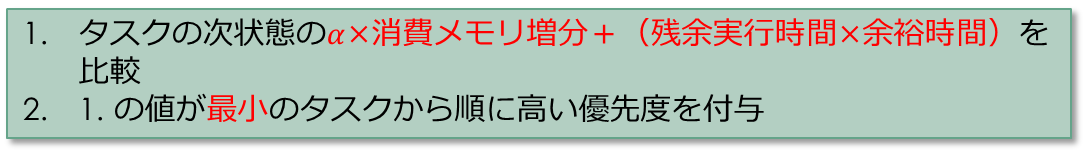 1. タスクの次状態の𝛼×消費メモリ増分＋（残余実行時間×余裕時間）を
比較
2. 1. の値が最小のタスクから順に高い優先度を付与